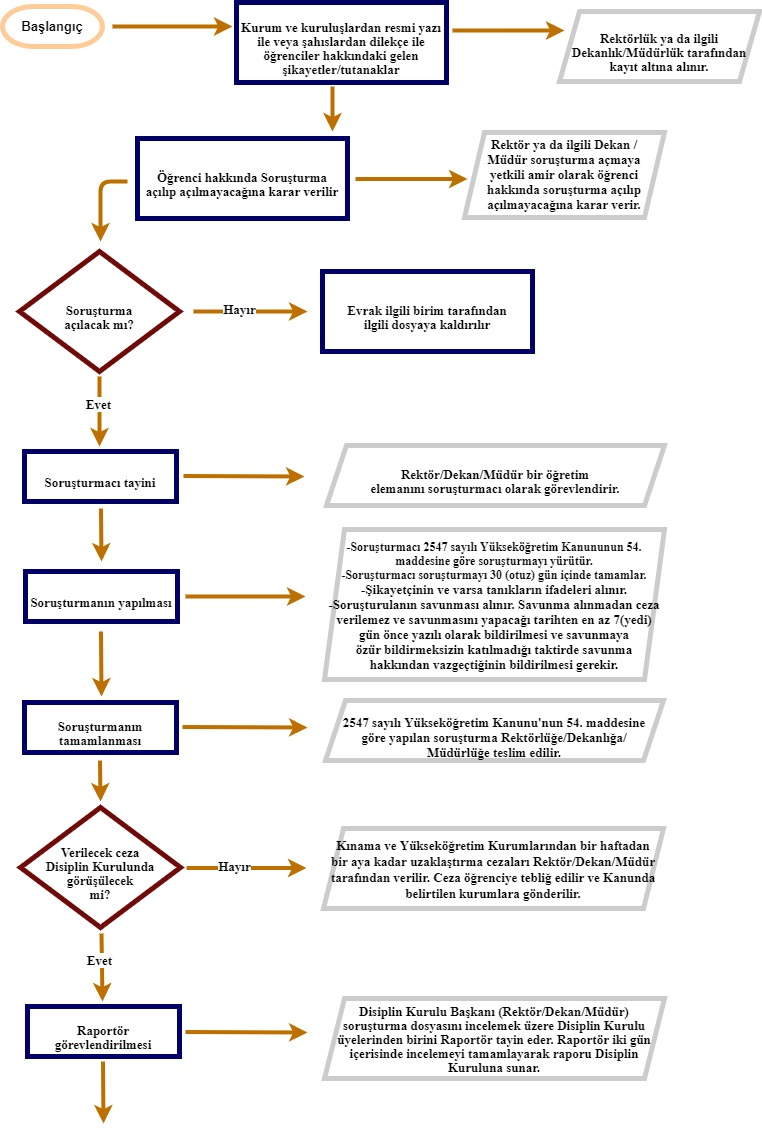 Başlangıç
Kurum ve kuruluşlardan resmi yazı
ile veya şahıslardan dilekçe ile
öğrenciler hakkındaki gelen
şikayetler/tutanaklar
Rektörlük ya da ilgili
Dekanlık/Müdürlük tarafından
kayıt altına alınır.
Öğrenci hakkında Soruşturma
açılıp açılmayacağına karar verilir
Rektör ya da ilgili Dekan /
Müdür soruşturma açmaya
yetkili amir olarak öğrenci
hakkında soruşturma açılıp
açılmayacağına karar verir.
Soruşturma
açılacak mı?
Hayır
Evrak ilgili birim tarafından
ilgili dosyaya kaldırılır
Evet
Soruşturmacı tayini
Rektör/Dekan/Müdür bir öğretim
elemanını soruşturmacı olarak görevlendirir.
Soruşturmanın yapılması
-Soruşturmacı 2547 sayılı Yükseköğretim Kanununun 54.
maddesine göre soruşturmayı yürütür.
-Soruşturmacı soruşturmayı 30 (otuz) gün içinde tamamlar.
-Şikayetçinin ve varsa tanıkların ifadeleri alınır.
-Soruşturulanın savunması alınır. Savunma alınmadan ceza
verilemez ve savunmasını yapacağı tarihten en az 7(yedi)
gün önce yazılı olarak bildirilmesi ve savunmaya
özür bildirmeksizin katılmadığı taktirde savunma
hakkından vazgeçtiğinin bildirilmesi gerekir.
Soruşturmanın
tamamlanması
2547 sayılı Yükseköğretim Kanunu'nun 54. maddesine
göre yapılan soruşturma Rektörlüğe/Dekanlığa/
Müdürlüğe teslim edilir.
Verilecek ceza
Disiplin Kurulunda
görüşülecek
mi?
Hayır
Kınama ve Yükseköğretim Kurumlarından bir haftadan
bir aya kadar uzaklaştırma cezaları Rektör/Dekan/Müdür
tarafından verilir. Ceza öğrenciye tebliğ edilir ve Kanunda
belirtilen kurumlara gönderilir.
Evet
Raportör
görevlendirilmesi
Disiplin Kurulu Başkanı (Rektör/Dekan/Müdür)
soruşturma dosyasını incelemek üzere Disiplin Kurulu
üyelerinden birini Raportör tayin eder. Raportör iki gün
içerisinde incelemeyi tamamlayarak raporu Disiplin
Kuruluna sunar.